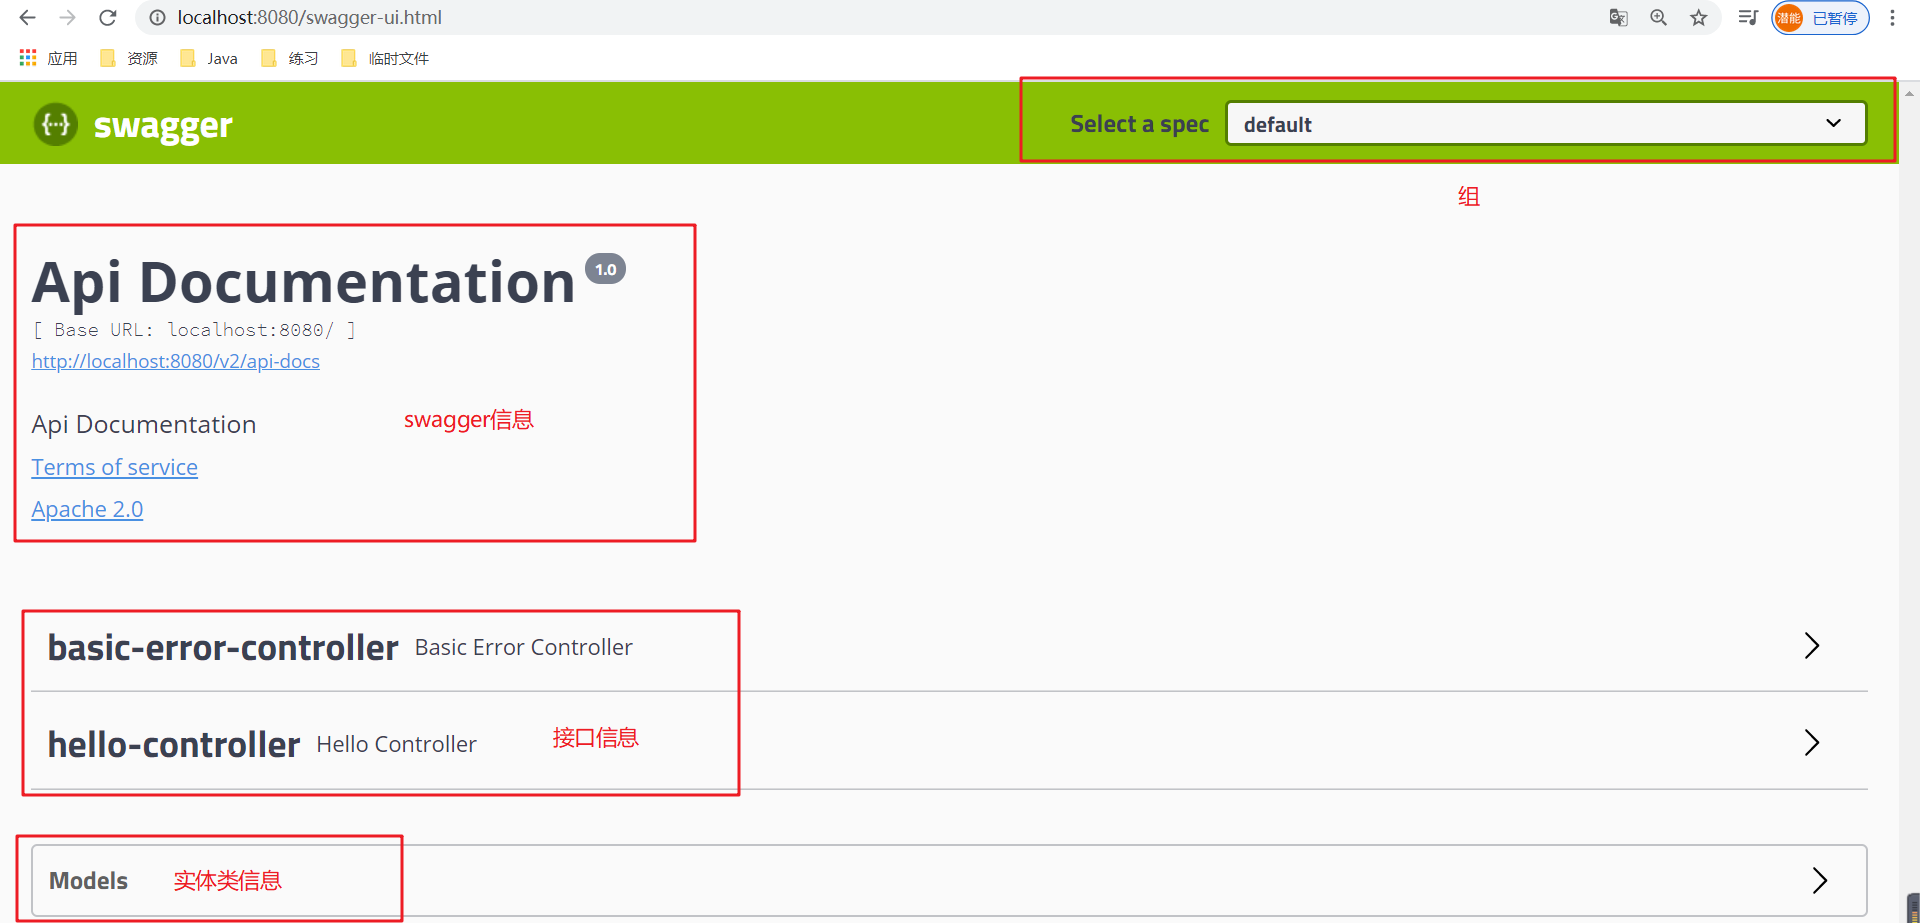 localhost:8080/swagger-ui.html
潜能 已暂停
应用 资源 Java 练习 临时文件
{···} swagger
Select a spec default
组
Api Documentation 1.0
[ Base URL: localhost:8080/ ]
http://localhost:8080/v2/api-docs
Api Documentation
swagger信息
Terms of service
Apache 2.0
basic-error-controller Basic Error Controller
hello-controller Hello Controller
接口信息
Models 实体类信息